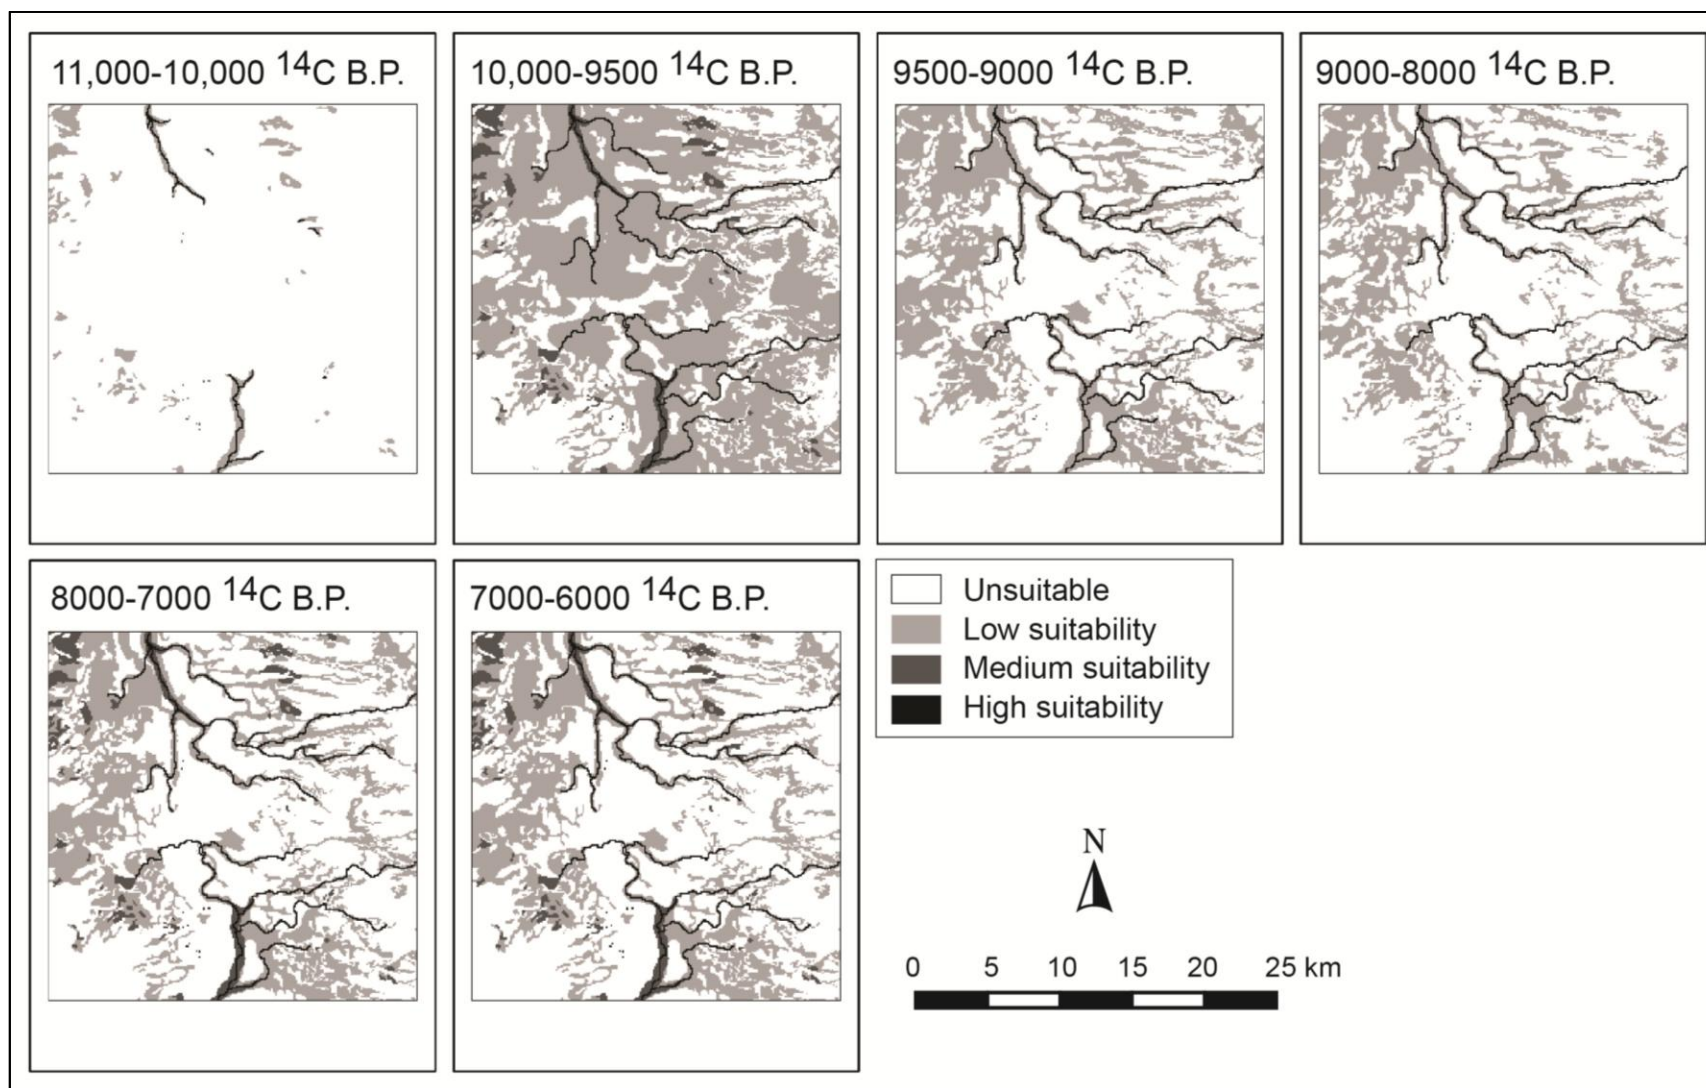 11,000-10,000 ¹⁴C B.P.
10,000-9500 ¹⁴C B.P.
9500-9000 ¹⁴C B.P.
9000-8000 ¹⁴C B.P.
8000-7000 ¹⁴C B.P.
7000-6000 ¹⁴C B.P.
Unsuitable
Low suitability
Medium suitability
High suitability
N
0 5 10 15 20 25 km